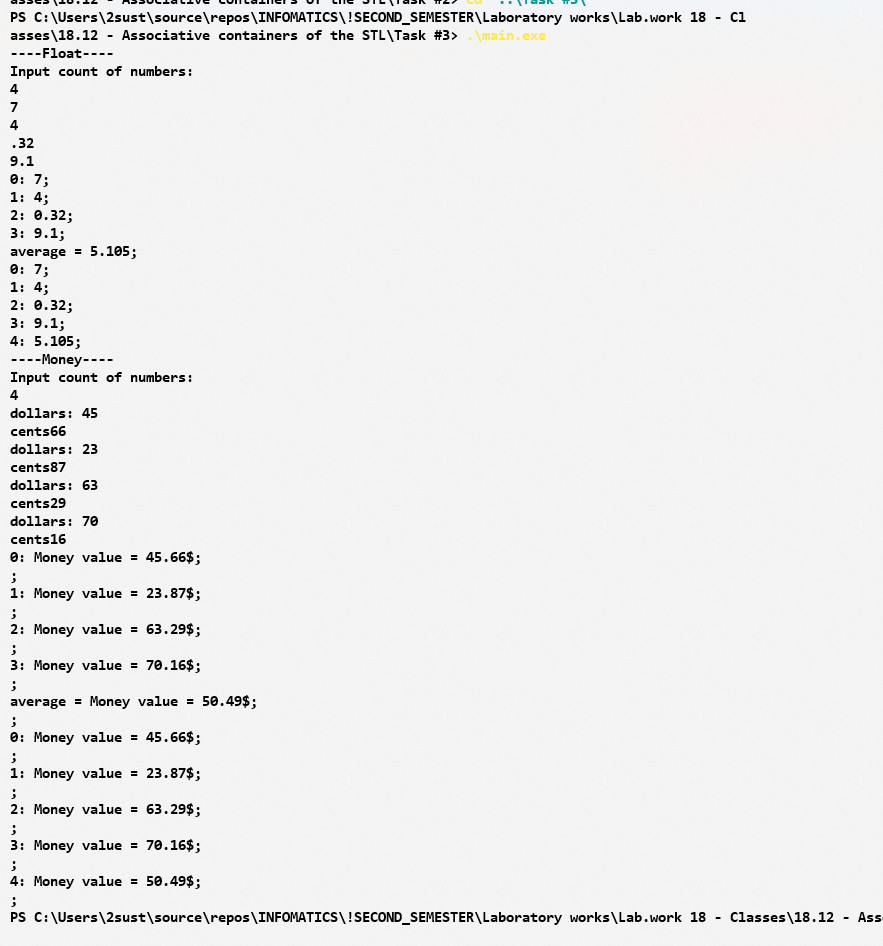 asses\18.12 - Associative containers of the STL\Task #2> cd '..\Task #3\'
PS C:\Users\2sust\source\repos\INFOMATICS\!SECOND_SEMESTER\Laboratory works\Lab.work 18 - Cl
asses\18.12 - Associative containers of the STL\Task #3> .\main.exe
----Float----
Input count of numbers:
4
7
4
.32
9.1
0: 7;
1: 4;
2: 0.32;
3: 9.1;
average = 5.105;
0: 7;
1: 4;
2: 0.32;
3: 9.1;
4: 5.105;
----Money----
Input count of numbers:
4
dollars: 45
cents66
dollars: 23
cents87
dollars: 63
cents29
dollars: 70
cents16
0: Money value = 45.66$;
;
1: Money value = 23.87$;
;
2: Money value = 63.29$;
;
3: Money value = 70.16$;
;
average = Money value = 50.49$;
;
0: Money value = 45.66$;
;
1: Money value = 23.87$;
;
2: Money value = 63.29$;
;
3: Money value = 70.16$;
;
4: Money value = 50.49$;
;
PS C:\Users\2sust\source\repos\INFOMATICS\!SECOND_SEMESTER\Laboratory works\Lab.work 18 - Classes\18.12 - Ass